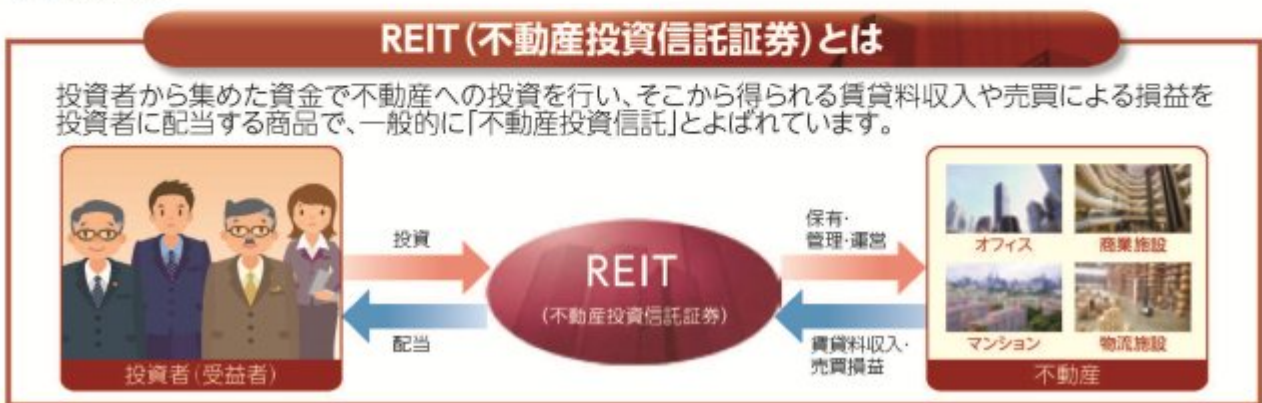 REIT(不動産投資信託証券)とは
投資者から集めた資金で不動産への投資を行い、そこから得られる賃貸料収入や売買による損益を
投資者に配当する商品で、一般的に「不動産投資信託」とよばれています。
投資者(受益者)
投資
配当
REIT
(不動産投資信託証券)
保有・
管理・運営
賃貸料収入・
売買損益
オフィス
商業施設
マンション
物流施設
不動産